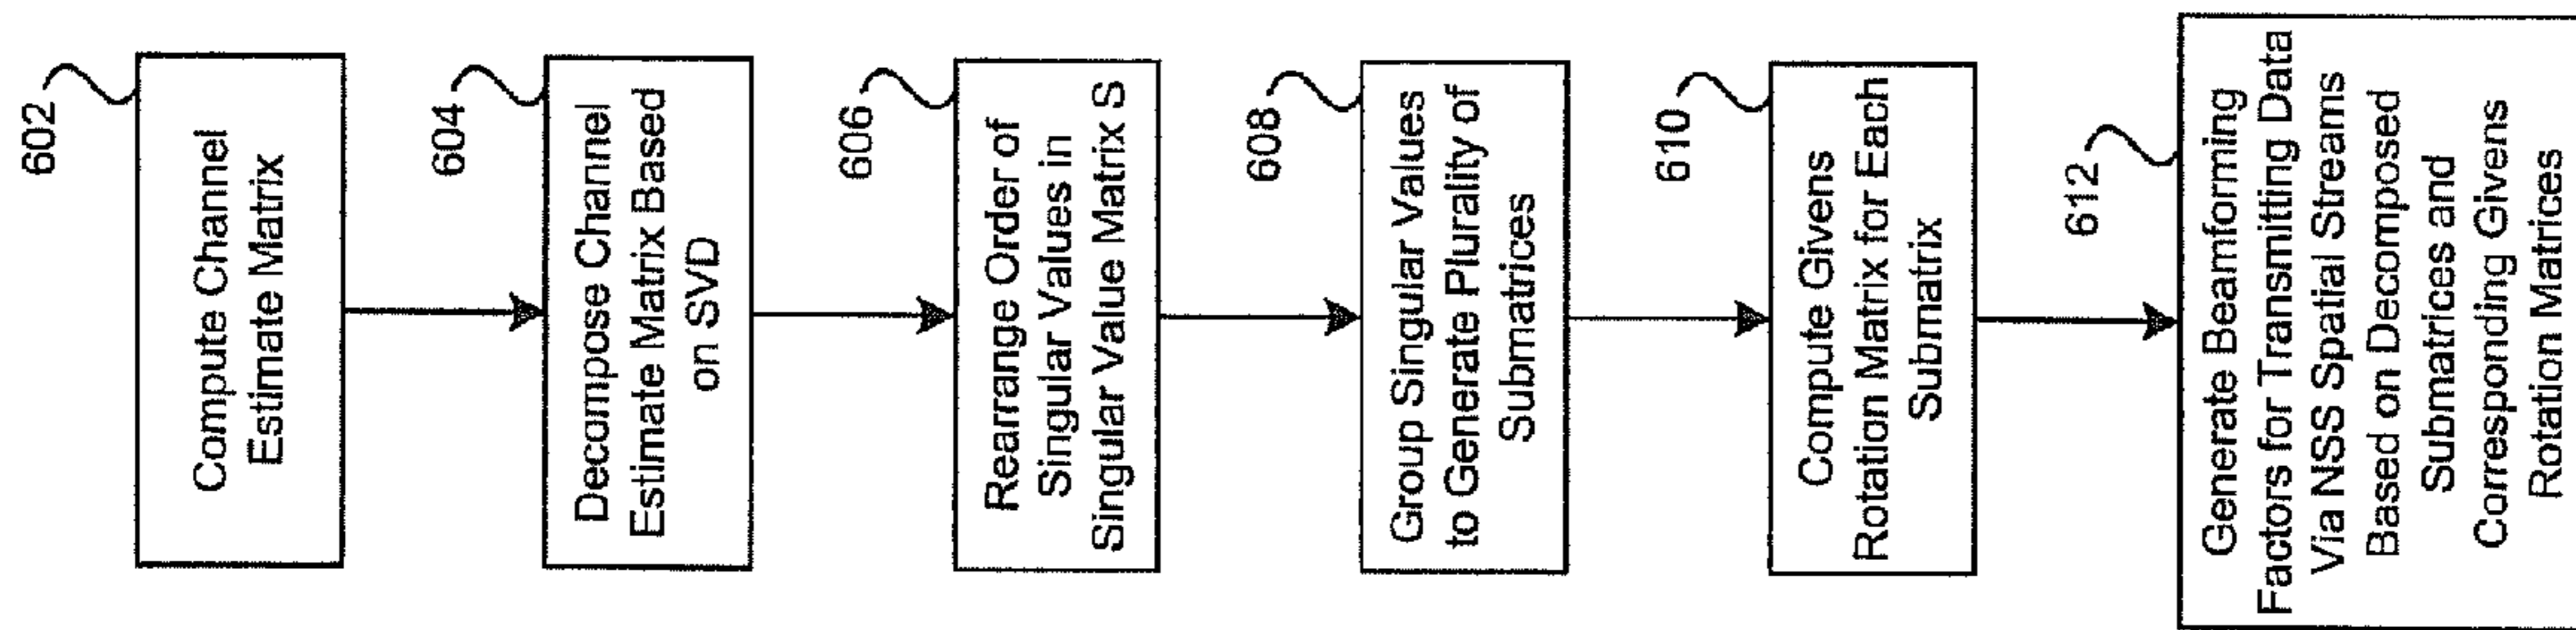 602
Compute Channel
Estimate Matrix
604
Decompose Channel
Estimate Matrix Based
on SVD
606
Rearrange Order of
Singular Values in
Singular Value Matrix S
608
Group Singular Values
to Generate Plurality of
Submatrices
610
Compute Givens
Rotation Matrix for Each
Submatrix
612
Generate Beamforming
Factors for Transmitting Data
Via NSS Spatial Streams
Based on Decomposed
Submatrices and
Corresponding Givens
Rotation Matrices